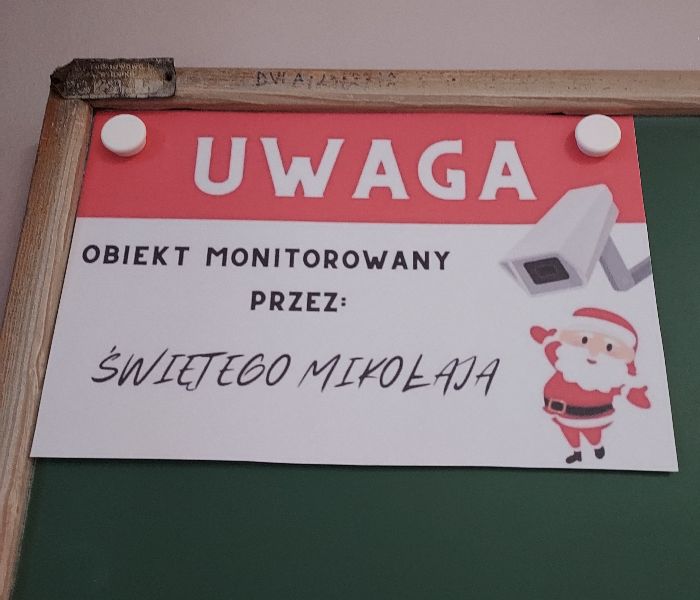 UWAGA
OBIEKT MONITOROWANY
PRZEZ:
ŚWIĘTEGO MIKOŁAJA